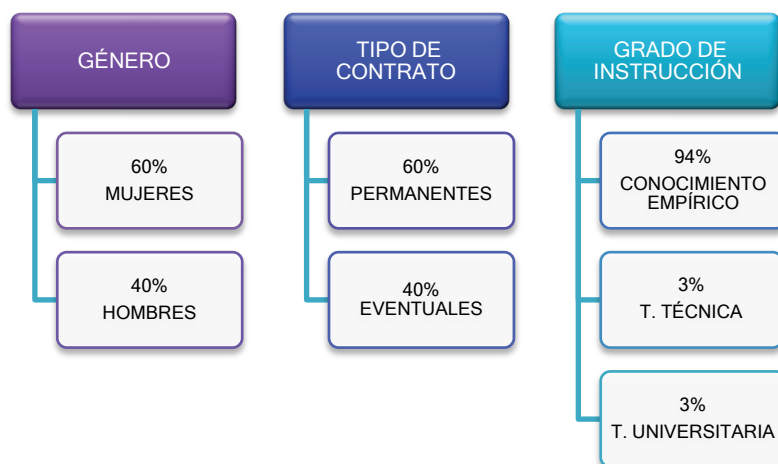 GÉNERO
60%
MUJERES
40%
HOMBRES
TIPO DE
CONTRATO
60%
PERMANENTES
40%
EVENTUALES
GRADO DE
INSTRUCCIÓN
94%
CONOCIMIENTO
EMPÍRICO
3%
T. TÉCNICA
3%
T. UNIVERSITARIA